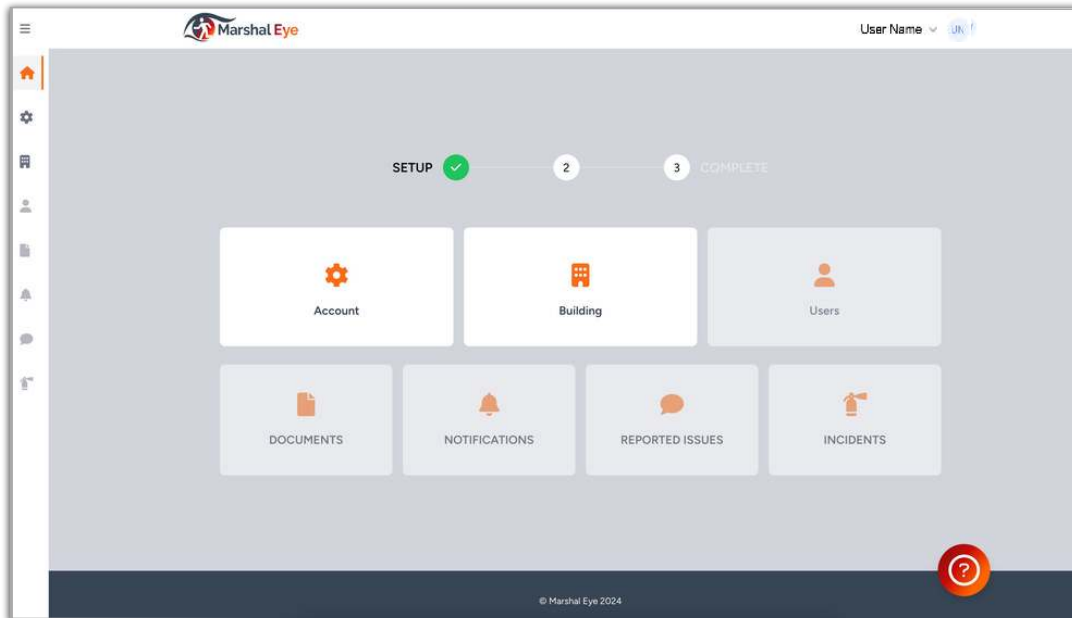 Marshal Eye
User Name
UN
SETUP 2 3 COMPLETE
Account Building Users
DOCUMENTS NOTIFICATIONS REPORTED ISSUES INCIDENTS
?
© Marshal Eye 2024